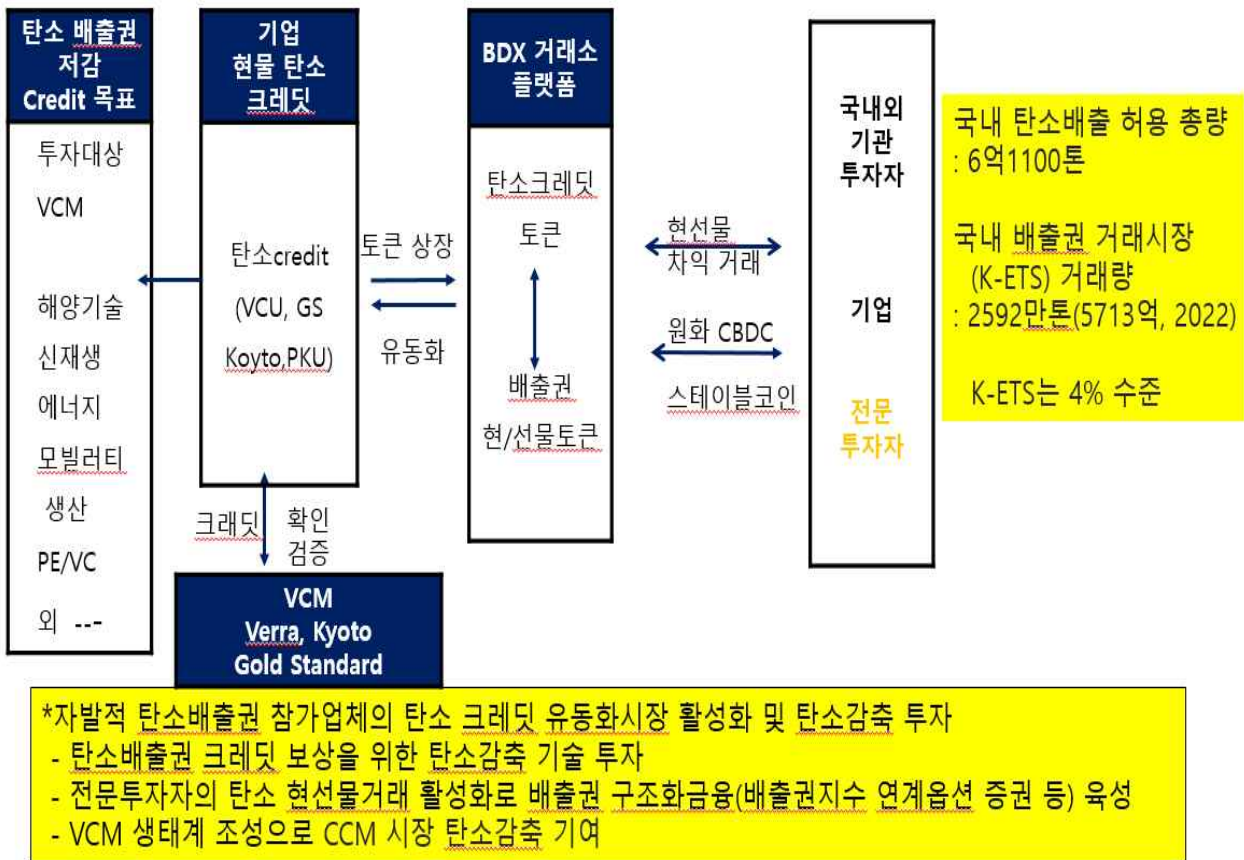 탄소 배출권
저감
Credit 목표
투자대상
VCM
해양기술
신재생
에너지
모빌러티
생산
PE/VC
외 ---
기업
현물 탄소
크레딧
탄소credit
(VCU, GS
Koyto,PKU)
토큰 상장
유동화
크래딧
확인
검증
VCM
Verra, Kyoto
Gold Standard
BDX 거래소
플랫폼
탄소크레딧
토큰
배출권
현/선물토큰
현선물
차익 거래
원화 CBDC
스테이블코인
국내외
기관
투자자
기업
전문
투자자
국내 탄소배출 허용 총량
: 6억1100톤
국내 배출권 거래시장
(K-ETS) 거래량
: 2592만톤(5713억, 2022)
K-ETS는 4% 수준
*자발적 탄소배출권 참가업체의 탄소 크레딧 유동화시장 활성화 및 탄소감축 투자
- 탄소배출권 크레딧 보상을 위한 탄소감축 기술 투자
- 전문투자자의 탄소 현선물거래 활성화로 배출권 구조화금융(배출권지수 연계옵션 증권 등) 육성
- VCM 생태계 조성으로 CCM 시장 탄소감축 기여